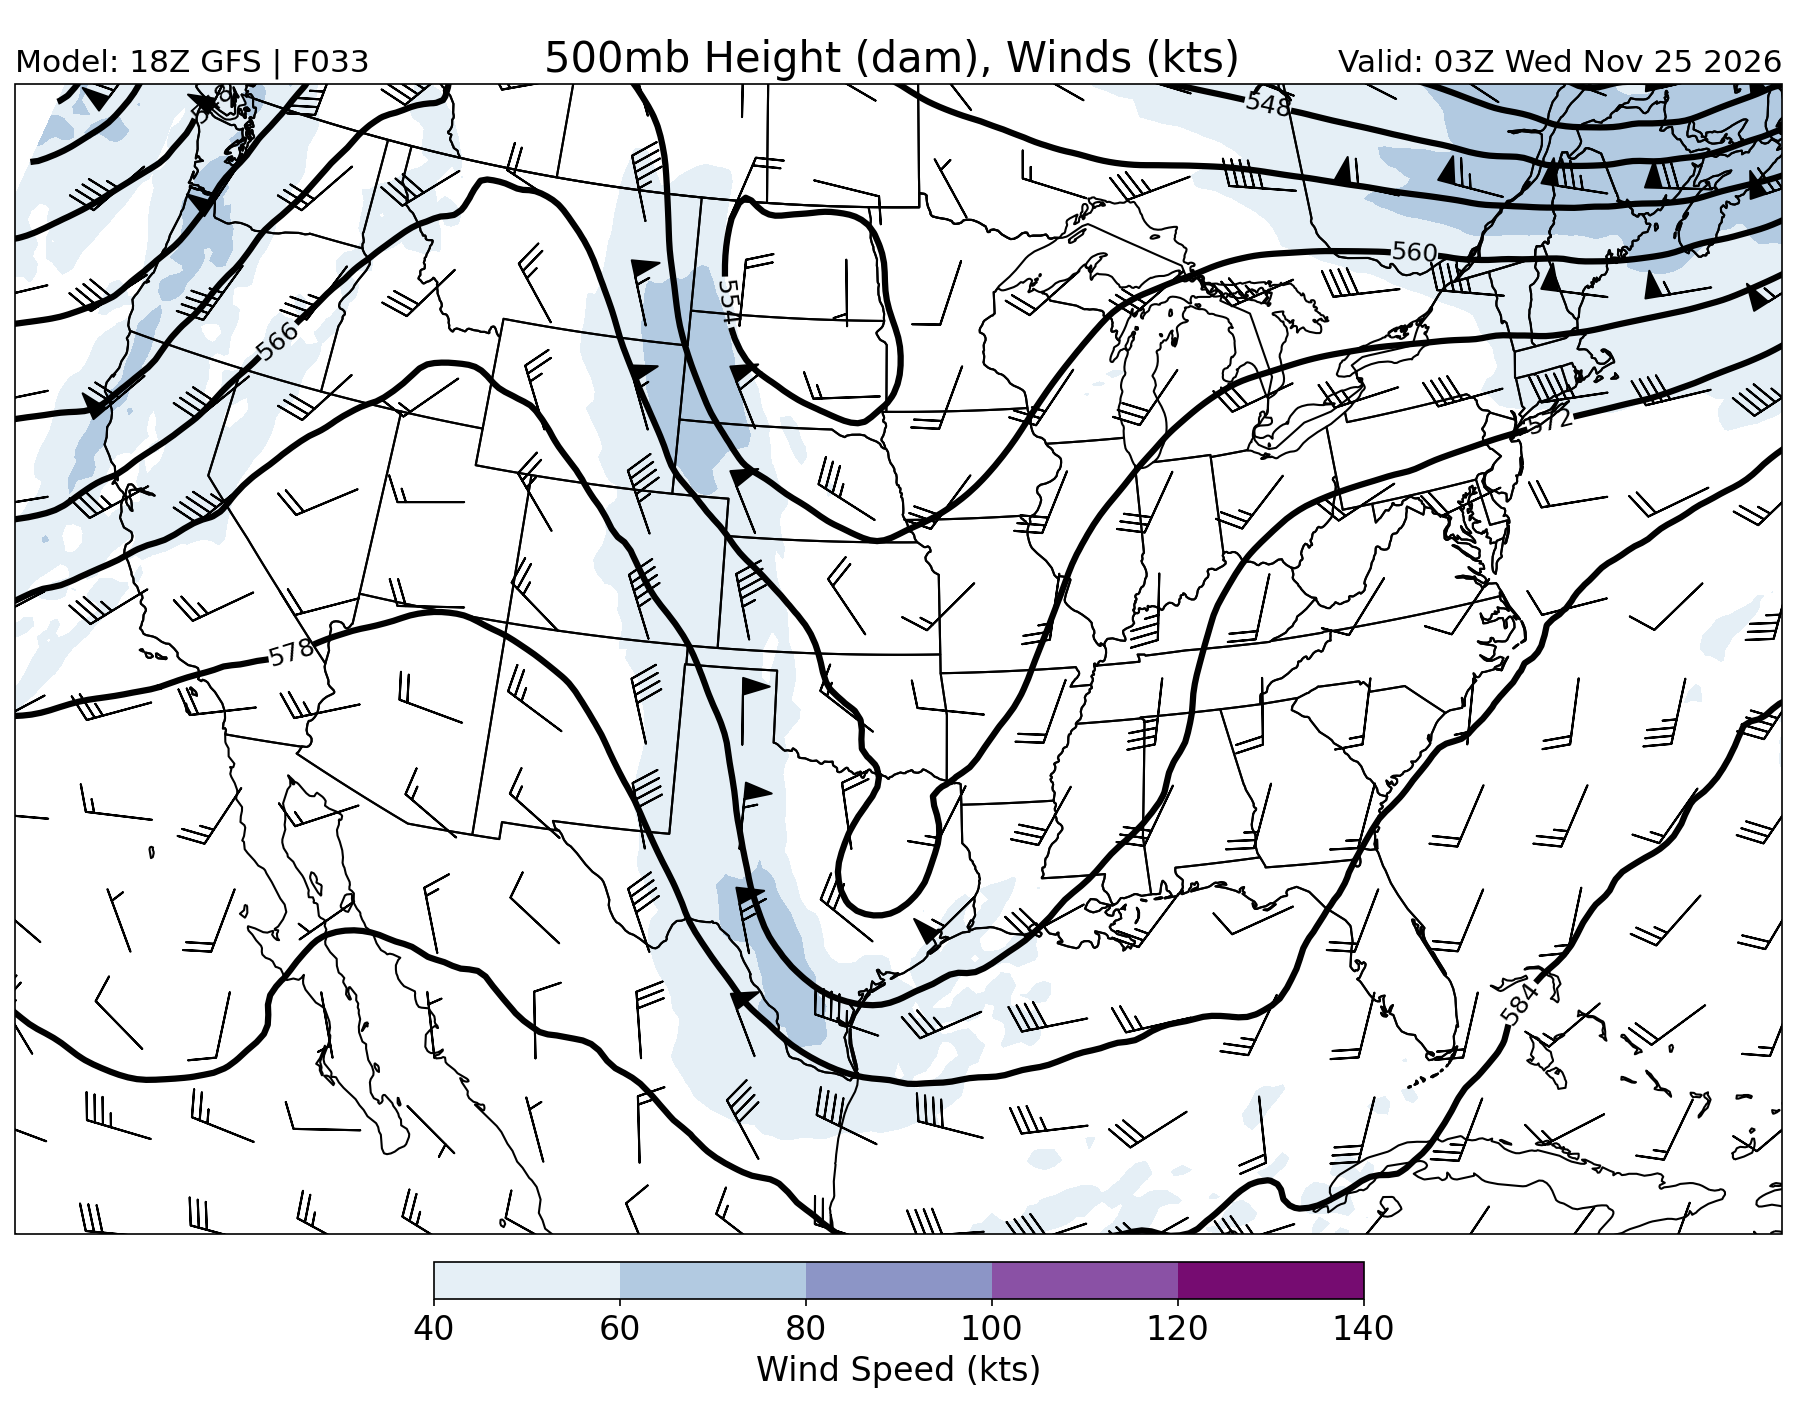 Model: 18Z GFS | F033
500mb Height (dam), Winds (kts)
Valid: 03Z Wed Nov 25 2026
548
560
554
566
572
578
584
40 60 80 100 120 140
Wind Speed (kts)